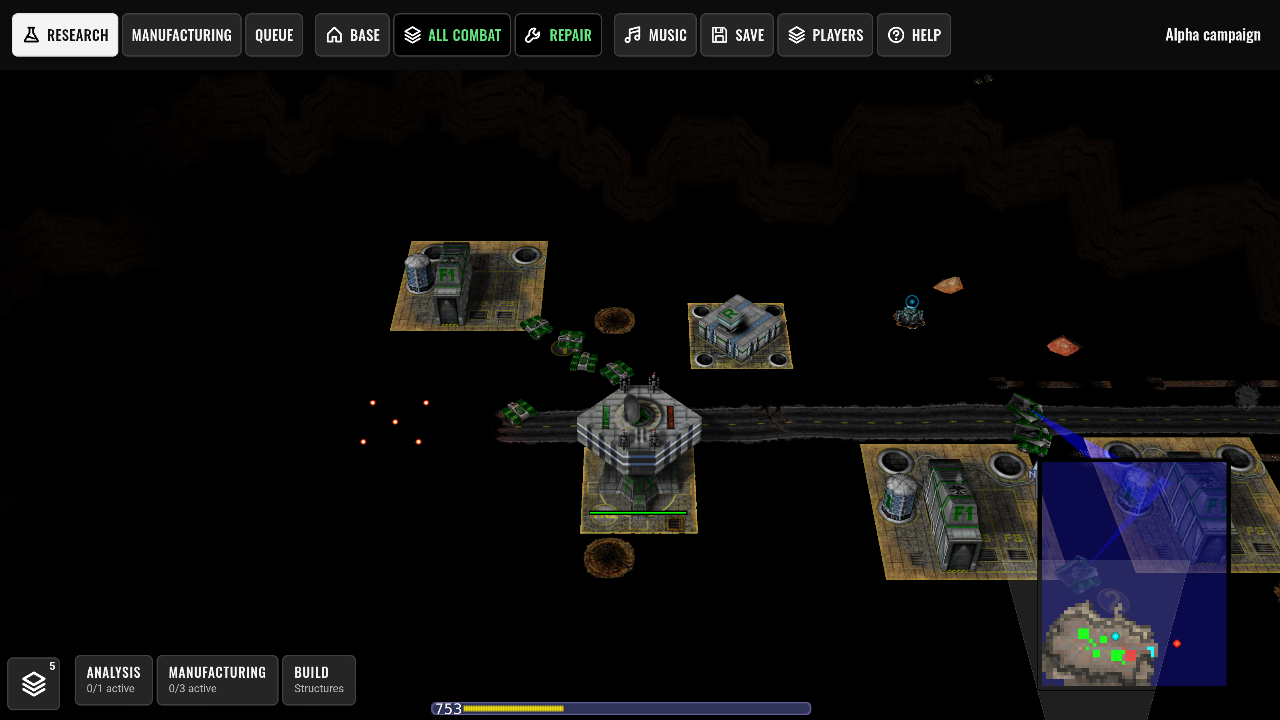 RESEARCH
MANUFACTURING
QUEUE
BASE
ALL COMBAT
REPAIR
MUSIC
SAVE
PLAYERS
HELP
Alpha campaign
F1
R
F1
N
5
ANALYSIS
0/1 active
MANUFACTURING
0/3 active
BUILD
Structures
753